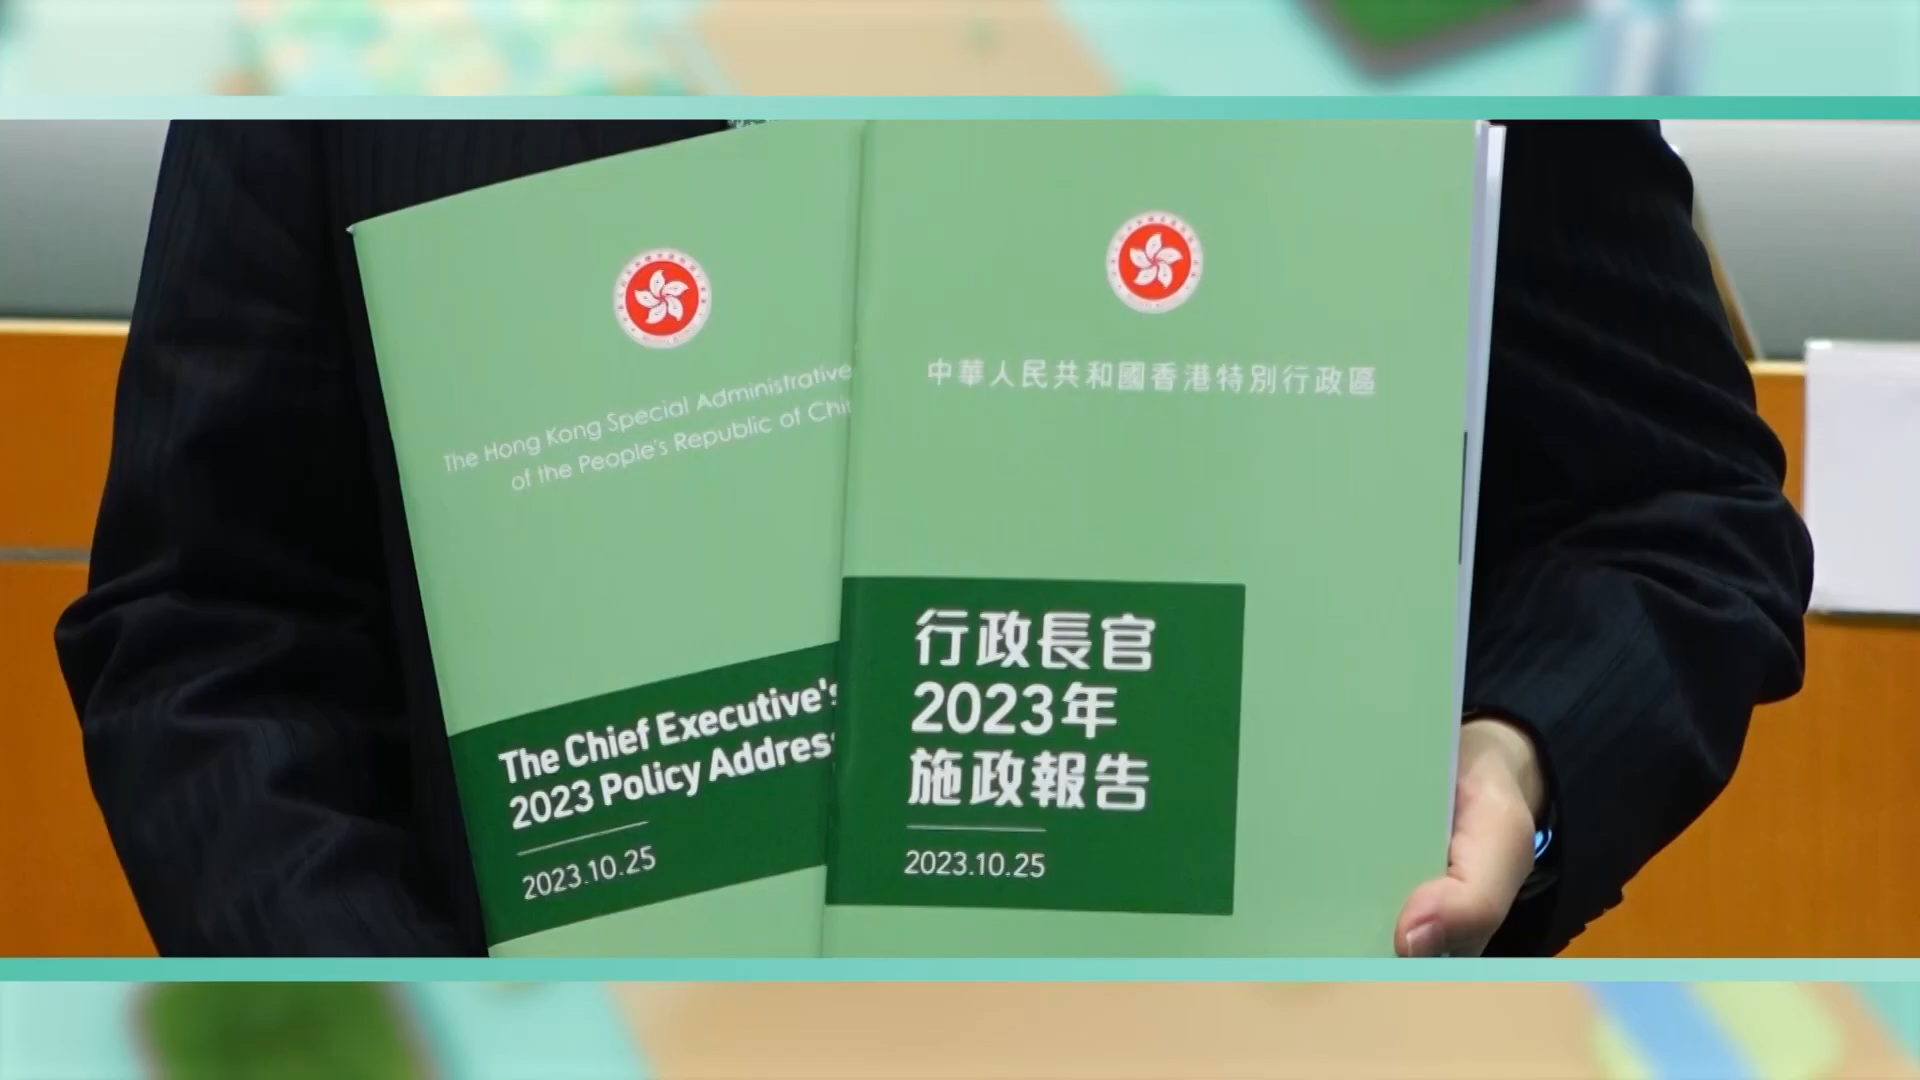 The Hong Kong Special Administrative
of the People's Republic of
The Chief Executive's
2023 Policy
2023.10.25
中華人民共和國香港特別行政區
行政長官
2023年
施政報告
2023.10.25